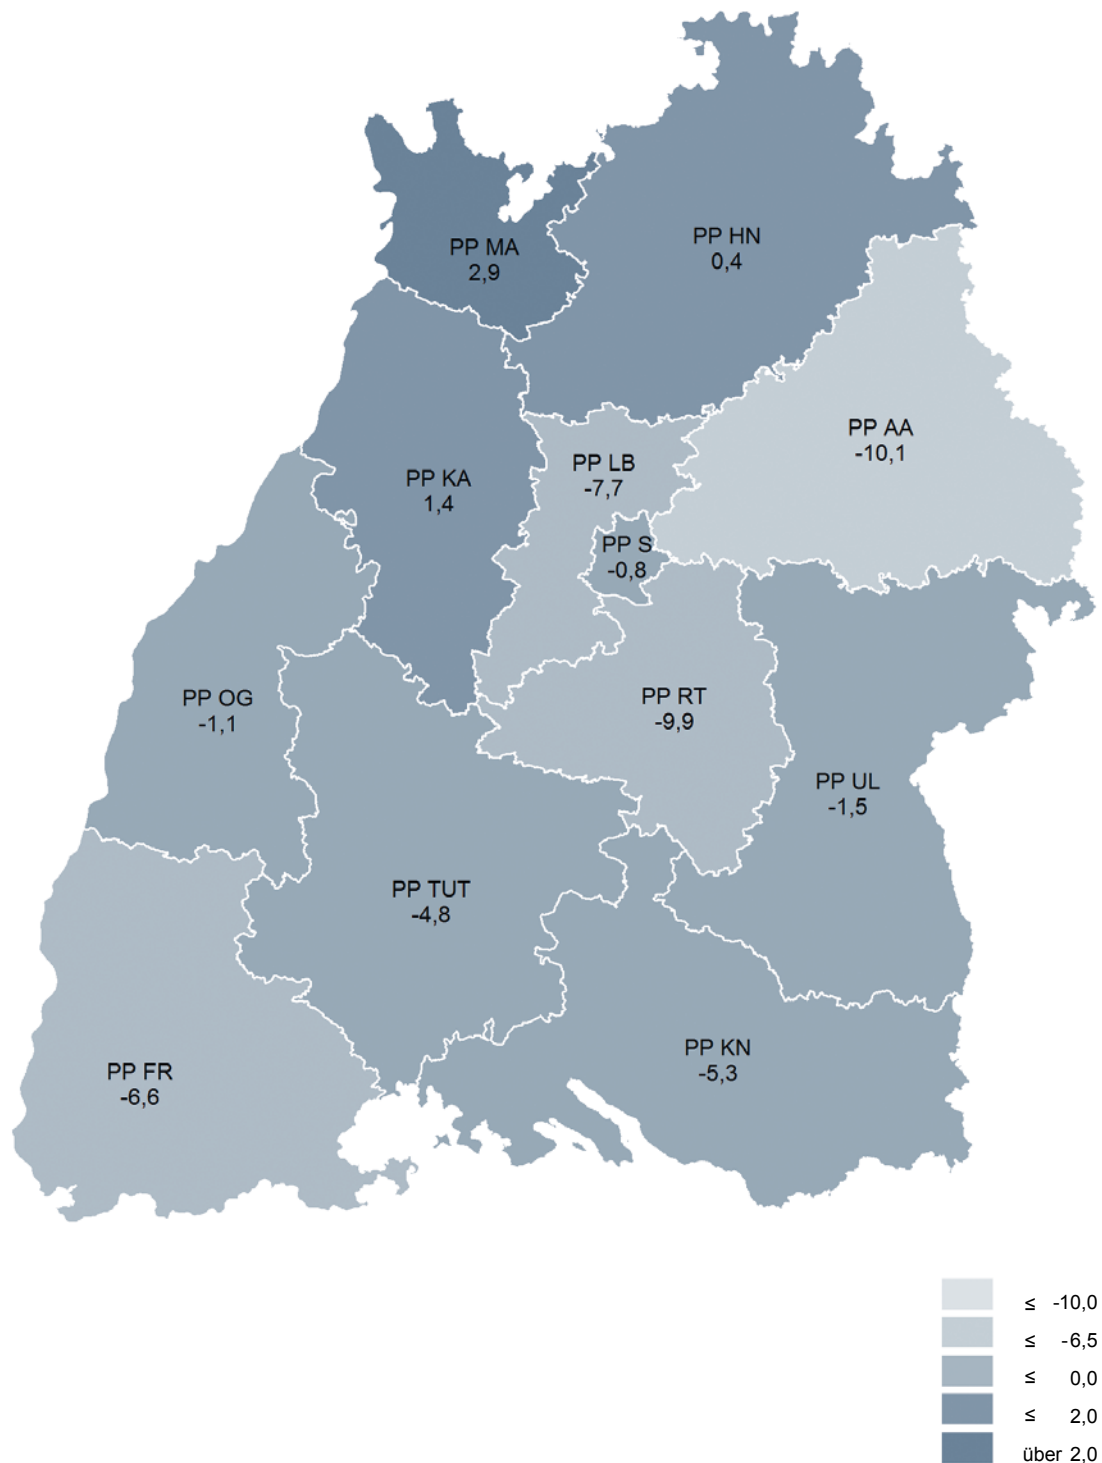 PP MA
2,9
PP HN
0,4
PP AA
-10,1
PP LB
-7,7
PP KA
1,4
PP S
-0,8
PP OG
-1,1
PP RT
-9,9
PP UL
-1,5
PP TUT
-4,8
PP KN
-5,3
PP FR
-6,6
≤ -10,0
≤ -6,5
≤ 0,0
≤ 2,0
über 2,0